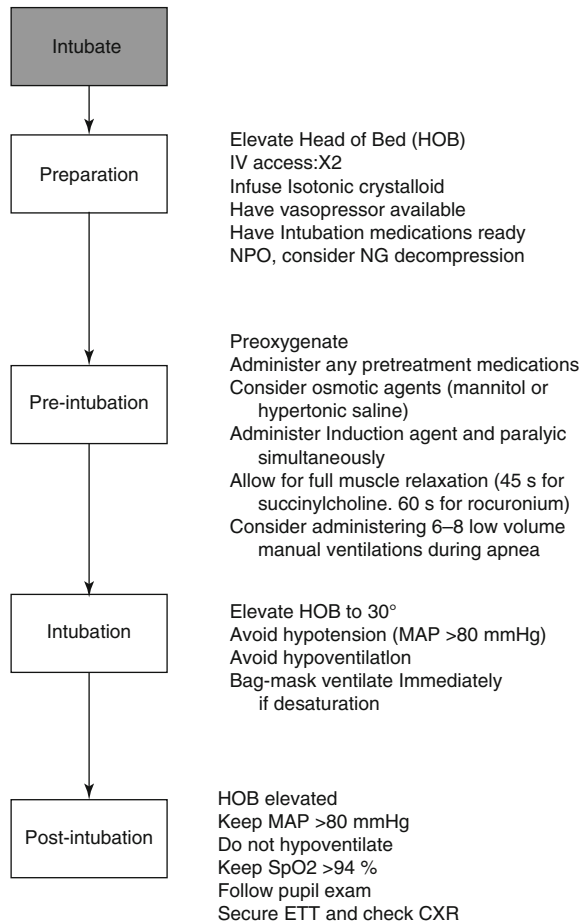 Intubate
Preparation
Elevate Head of Bed (HOB)
IV access:X2
Infuse Isotonic crystalloid
Have vasopressor available
Have Intubation medications ready
NPO, consider NG decompression
Pre-intubation
Preoxygenate
Administer any pretreatment medications
Consider osmotic agents (mannitol or
hypertonic saline)
Administer Induction agent and paralyic
simultaneously
Allow for full muscle relaxation (45 s for
succinylcholine. 60 s for rocuronium)
Consider administering 6–8 low volume
manual ventilations during apnea
Intubation
Elevate HOB to 30°
Avoid hypotension (MAP >80 mmHg)
Avoid hypoventilatlon
Bag-mask ventilate Immediately
if desaturation
Post-intubation
HOB elevated
Keep MAP >80 mmHg
Do not hypoventilate
Keep SpO2 >94 %
Follow pupil exam
Secure ETT and check CXR